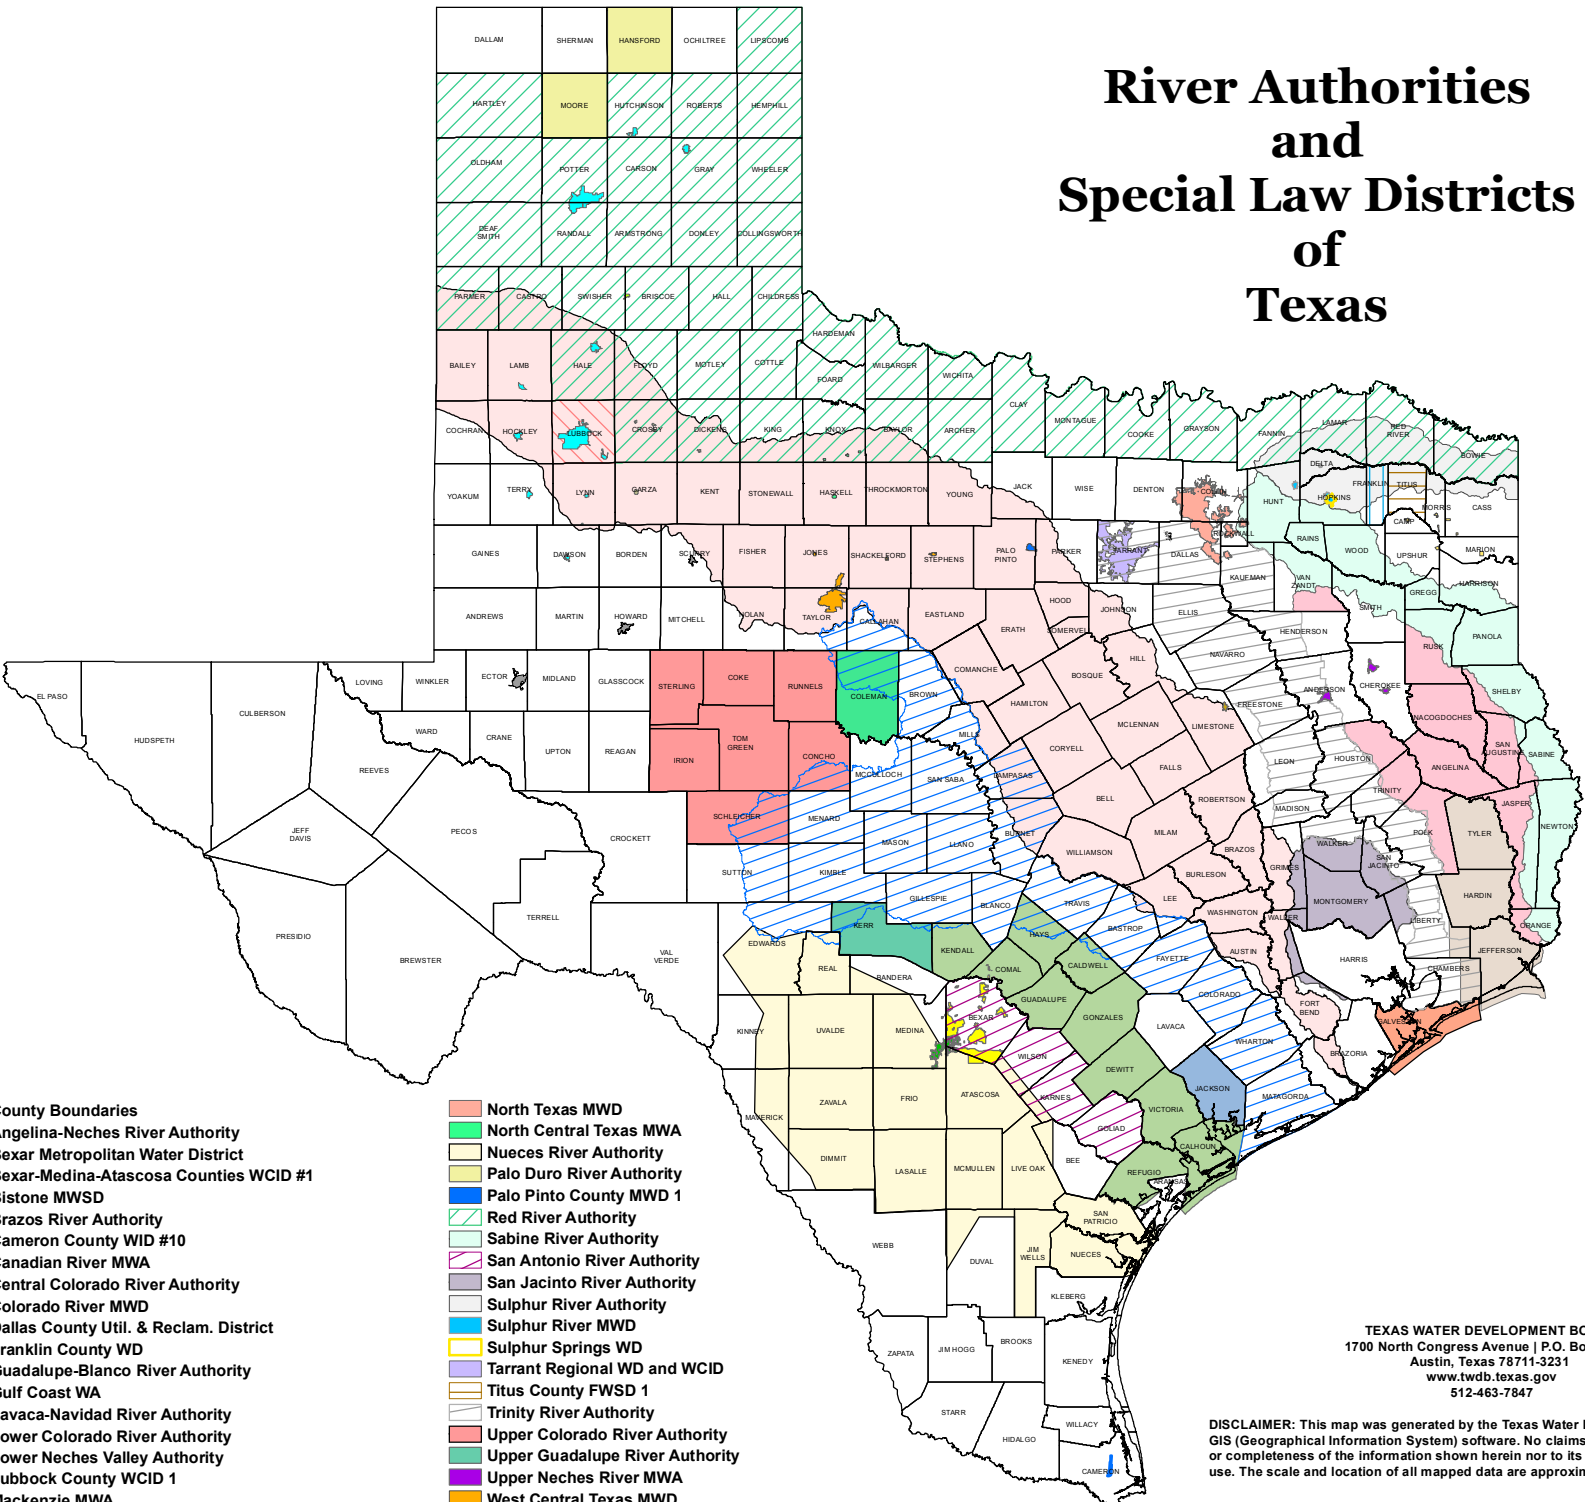 River Authorities
and
Special Law Districts
of
Texas
DALLAM
SHERMAN
HANSFORD
OCHILTREE
LIPSCOMB
HARTLEY
MOORE
HUTCHINSON
ROBERTS
HEMPHILL
OLDHAM
POTTER
CARSON
GRAY
WHEELER
DEAF
SMITH
RANDALL
ARMSTRONG
DONLEY
COLLINGSWORTH
PARMER
CASTRO
SWISHER
BRISCOE
HALL
CHILDRESS
HARDEMAN
BAILEY
LAMB
HALE
FLOYD
MOTLEY
COTTLE
FOARD
WILBARGER
WICHITA
CLAY
MONTAGUE
COOKE
GRAYSON
FANNIN
LAMAR
RED
RIVER
BOWIE
COCHRAN
HOCKLEY
LUBBOCK
CROSBY
DICKENS
KING
KNOX
BAYLOR
ARCHER
DELTA
YOAKUM
TERRY
LYNN
GARZA
KENT
STONEWALL
HASKELL
THROCKMORTON
YOUNG
JACK
WISE
DENTON
COLLIN
HUNT
HOPKINS
FRANKLIN
TITUS
MORRIS
CASS
CAMP
GAINES
DAWSON
BORDEN
SCURRY
FISHER
JONES
SHACKELFORD
STEPHENS
PALO
PINTO
PARKER
TARRANT
DALLAS
ROCKWALL
KAUFMAN
RAINS
WOOD
UPSHUR
MARION
VAN
ZANDT
HARRISON
GREGG
SMITH
ANDREWS
MARTIN
HOWARD
MITCHELL
NOLAN
TAYLOR
CALLAHAN
EASTLAND
ERATH
HOOD
SOMERVELL
JOHNSON
ELLIS
HENDERSON
NAVARRO
RUSK
PANOLA
EL PASO
HUDSPETH
CULBERSON
LOVING
WINKLER
ECTOR
MIDLAND
GLASSCOCK
STERLING
COKE
RUNNELS
COLEMAN
BROWN
COMANCHE
HAMILTON
BOSQUE
HILL
LIMESTONE
FREESTONE
ANDERSON
CHEROKEE
NACOGDOCHES
SHELBY
SAN
AUGUSTINE
SABINE
REEVES
WARD
CRANE
UPTON
REAGAN
IRION
TOM
GREEN
CONCHO
MCCULLOCH
MILLS
SAN SABA
LAMPASAS
CORYELL
MCLENNAN
FALLS
LEON
HOUSTON
TRINITY
ANGELINA
JASPER
NEWTON
JEFF
DAVIS
PECOS
CROCKETT
SCHLEICHER
MENARD
MASON
LLANO
BURNET
BELL
MILAM
ROBERTSON
MADISON
WALKER
SAN
JACINTO
POLK
TYLER
PRESIDIO
BREWSTER
TERRELL
VAL
VERDE
SUTTON
KIMBLE
GILLESPIE
BLANCO
TRAVIS
WILLIAMSON
LEE
BURLESON
BRAZOS
GRIMES
MONTGOMERY
LIBERTY
HARDIN
ORANGE
JEFFERSON
EDWARDS
KERR
KENDALL
HAYS
CALDWELL
BASTROP
FAYETTE
WASHINGTON
AUSTIN
WALLER
HARRIS
CHAMBERS
REAL
BANDERA
COMAL
GUADALUPE
GONZALES
LAVACA
COLORADO
WHARTON
FORT
BEND
BRAZORIA
GALVESTON
KINNEY
UVALDE
MEDINA
BEXAR
WILSON
KARNES
DEWITT
VICTORIA
JACKSON
MATAGORDA
MAVERICK
ZAVALA
FRIO
ATASCOSA
GOLIAD
CALHOUN
DIMMIT
LASALLE
MCMULLEN
LIVE OAK
BEE
REFUGIO
ARANSAS
SAN
PATRICIO
WEBB
DUVAL
JIM
WELLS
NUECES
KLEBERG
ZAPATA
JIM HOGG
BROOKS
KENEDY
STARR
HIDALGO
WILLACY
CAMERON
County Boundaries
Angelina-Neches River Authority
Bexar Metropolitan Water District
Bexar-Medina-Atascosa Counties WCID #1
Bistone MWSD
Brazos River Authority
Cameron County WID #10
Canadian River MWA
Central Colorado River Authority
Colorado River MWD
Dallas County Util. & Reclam. District
Franklin County WD
Guadalupe-Blanco River Authority
Gulf Coast WA
Lavaca-Navidad River Authority
Lower Colorado River Authority
Lower Neches Valley Authority
Lubbock County WCID 1
Mackenzie MWA
North Texas MWD
North Central Texas MWA
Nueces River Authority
Palo Duro River Authority
Palo Pinto County MWD 1
Red River Authority
Sabine River Authority
San Antonio River Authority
San Jacinto River Authority
Sulphur River Authority
Sulphur River MWD
Sulphur Springs WD
Tarrant Regional WD and WCID
Titus County FWSD 1
Trinity River Authority
Upper Colorado River Authority
Upper Guadalupe River Authority
Upper Neches River MWA
West Central Texas MWD
TEXAS WATER DEVELOPMENT BO
1700 North Congress Avenue | P.O. Bo
Austin, Texas 78711-3231
www.twdb.texas.gov
512-463-7847
DISCLAIMER: This map was generated by the Texas Water
GIS (Geographical Information System) software. No claims
or completeness of the information shown herein nor to its
use. The scale and location of all mapped data are approxim